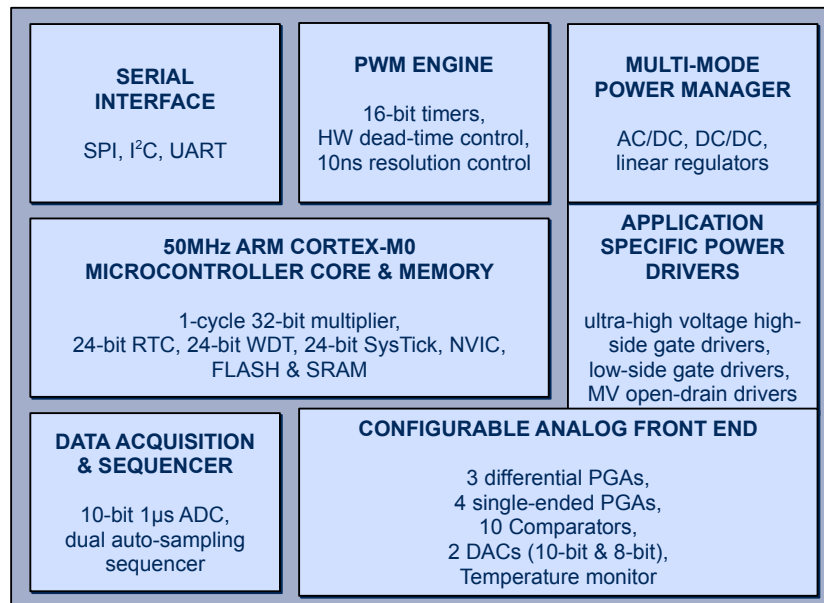 SERIAL
INTERFACE
SPI, I²C, UART
PWM ENGINE
16-bit timers,
HW dead-time control,
10ns resolution control
MULTI-MODE
POWER MANAGER
AC/DC, DC/DC,
linear regulators
50MHz ARM CORTEX-M0
MICROCONTROLLER CORE & MEMORY
1-cycle 32-bit multiplier,
24-bit RTC, 24-bit WDT, 24-bit SysTick, NVIC,
FLASH & SRAM
APPLICATION
SPECIFIC POWER
DRIVERS
ultra-high voltage high-
side gate drivers,
low-side gate drivers,
MV open-drain drivers
DATA ACQUISITION
& SEQUENCER
10-bit 1µs ADC,
dual auto-sampling
sequencer
CONFIGURABLE ANALOG FRONT END
3 differential PGAs,
4 single-ended PGAs,
10 Comparators,
2 DACs (10-bit & 8-bit),
Temperature monitor